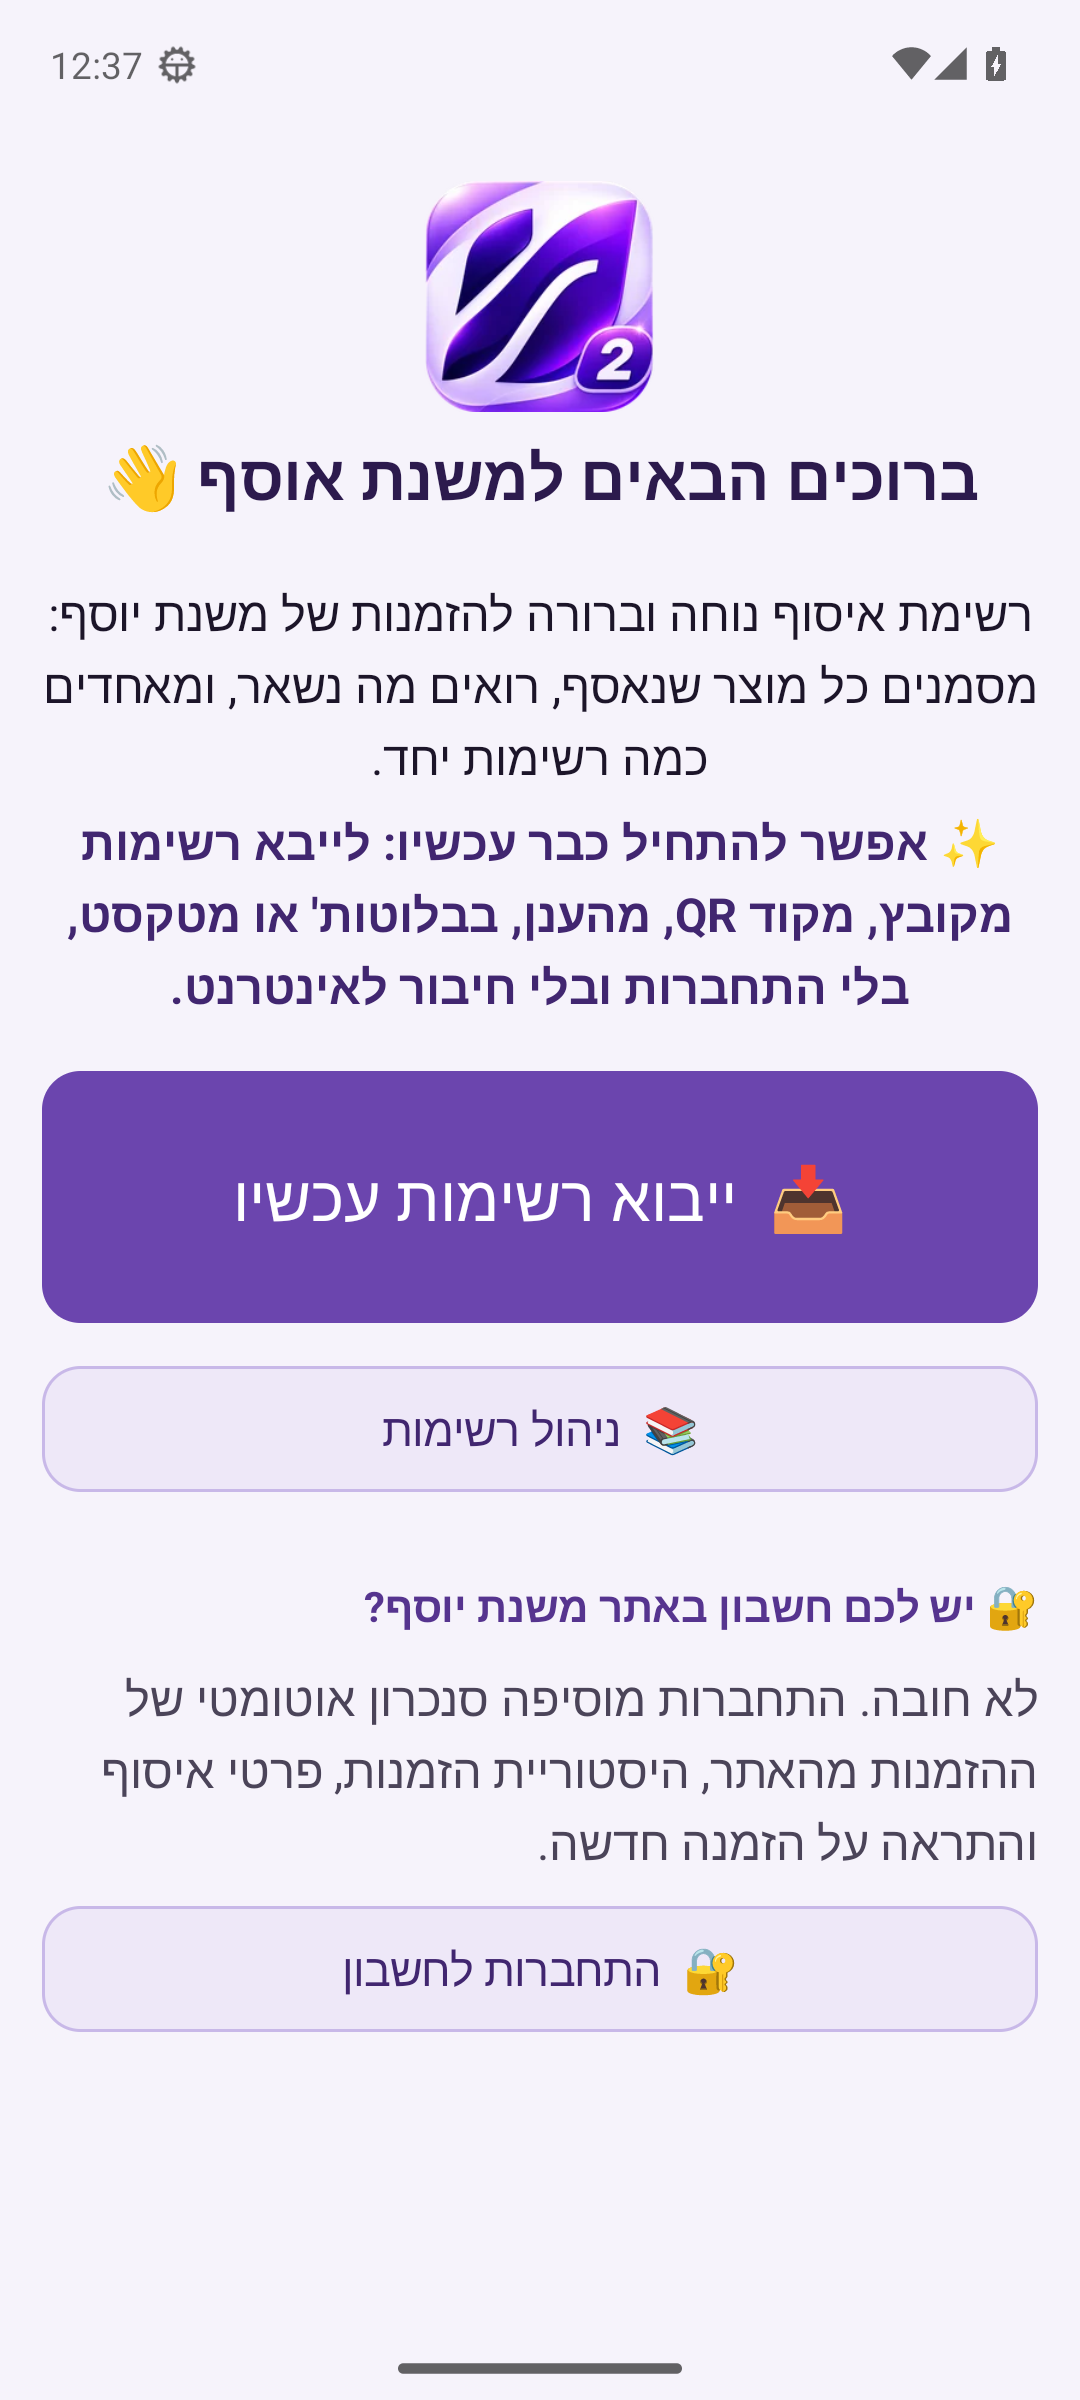 12:37
2
ברוכים הבאים למשנת אוסף 👋
רשימת איסוף נוחה וברורה להזמנות של משנת יוסף:
מסמנים כל מוצר שנאסף, רואים מה נשאר, ומאחדים
כמה רשימות יחד.
✨ אפשר להתחיל כבר עכשיו: לייבא רשימות
מקובץ, מקוד QR, מהענן, בבלוטות' או מטקסט,
בלי התחברות ובלי חיבור לאינטרנט.
📥 ייבוא רשימות עכשיו
📚 ניהול רשימות
🔐 יש לכם חשבון באתר משנת יוסף?
לא חובה. התחברות מוסיפה סנכרון אוטומטי של
ההזמנות מהאתר, היסטוריית הזמנות, פרטי איסוף
והתראה על הזמנה חדשה.
🔐 התחברות לחשבון